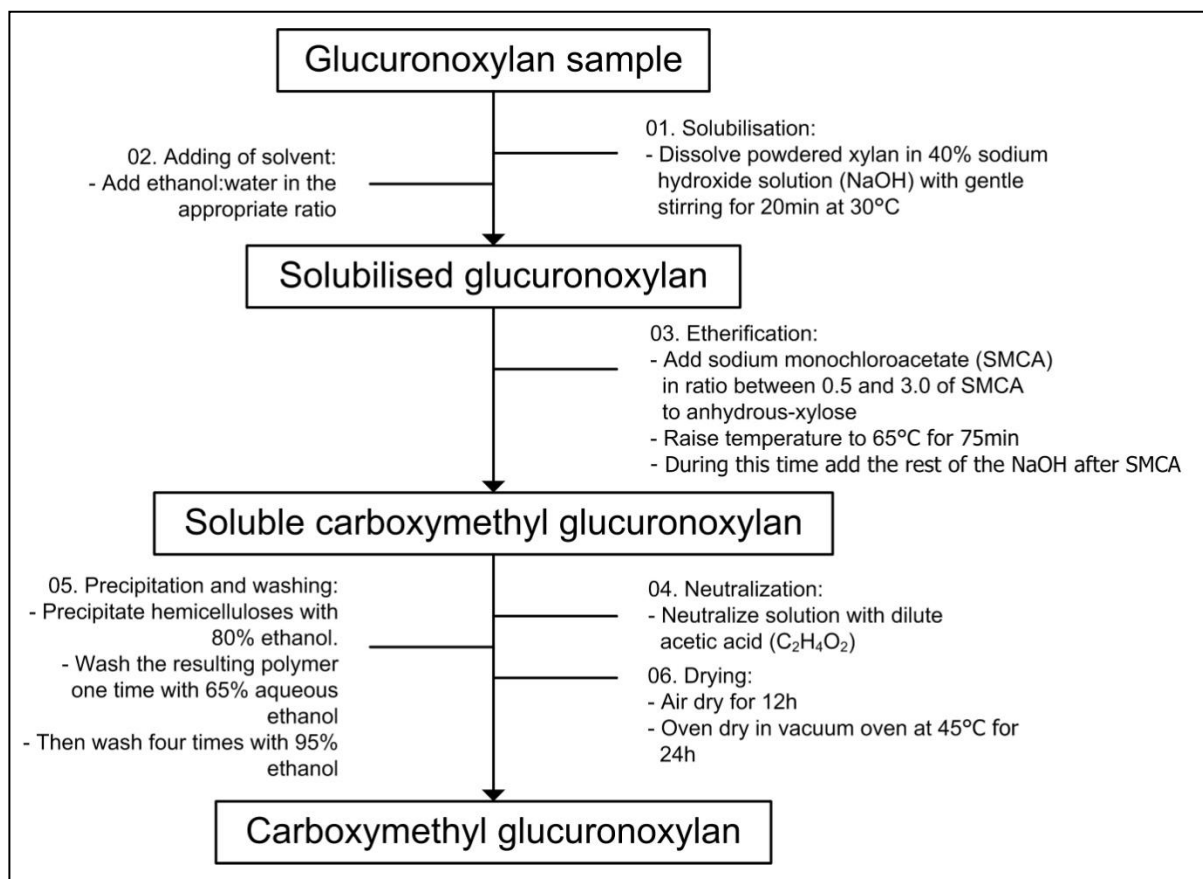 Glucuronoxylan sample
01. Solubilisation:
- Dissolve powdered xylan in 40% sodium
hydroxide solution (NaOH) with gentle
stirring for 20min at 30°C
02. Adding of solvent:
- Add ethanol:water in the
appropriate ratio
Solubilised glucuronoxylan
03. Etherification:
- Add sodium monochloroacetate (SMCA)
in ratio between 0.5 and 3.0 of SMCA
to anhydrous-xylose
- Raise temperature to 65°C for 75min
- During this time add the rest of the NaOH after SMCA
Soluble carboxymethyl glucuronoxylan
04. Neutralization:
- Neutralize solution with dilute
acetic acid (C₂H₄O₂)
05. Precipitation and washing:
- Precipitate hemicelluloses with
80% ethanol.
- Wash the resulting polymer
one time with 65% aqueous
ethanol
- Then wash four times with 95%
ethanol
06. Drying:
- Air dry for 12h
- Oven dry in vacuum oven at 45°C for
24h
Carboxymethyl glucuronoxylan